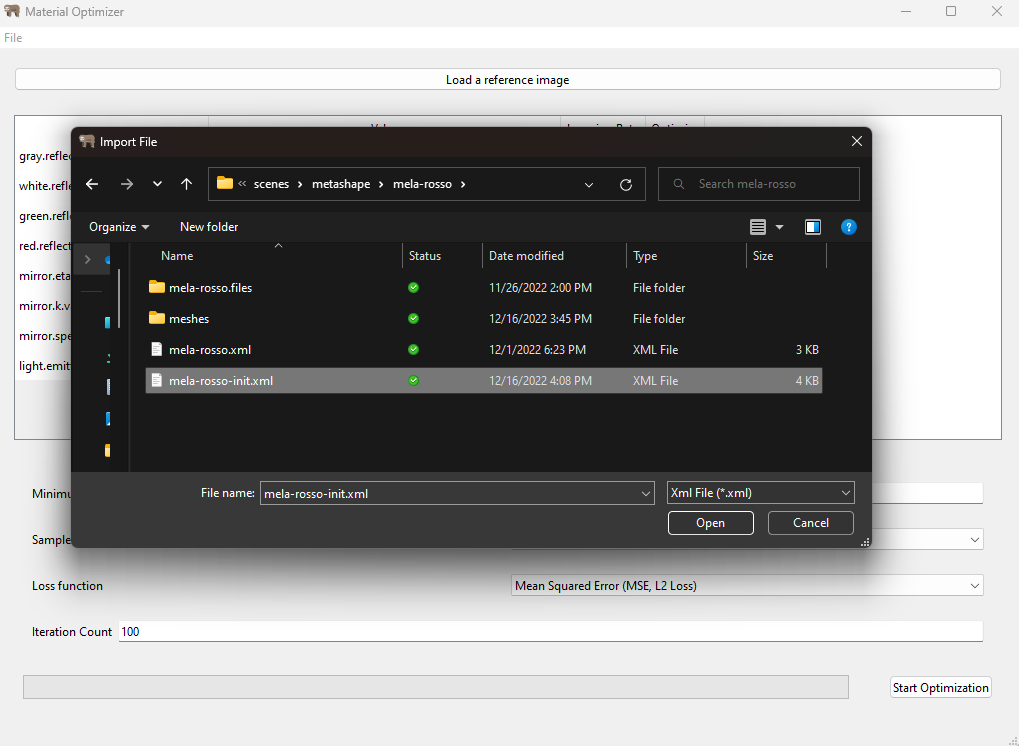 Material Optimizer
File
Load a reference image
Import File
« scenes › metashape › mela-rosso ›
Search mela-rosso
Organize
New folder
Name Status Date modified Type Size
mela-rosso.files 11/26/2022 2:00 PM File folder
meshes 12/16/2022 3:45 PM File folder
mela-rosso.xml 12/1/2022 6:23 PM XML File 3 KB
mela-rosso-init.xml 12/16/2022 4:08 PM XML File 4 KB
File name: mela-rosso-init.xml
Xml File (*.xml)
Open
Cancel
gray.reflec
white.refle
green.refl
red.reflect
mirror.eta
mirror.k.v
mirror.spe
light.emit
Minimu
Sample
Loss function
Mean Squared Error (MSE, L2 Loss)
Iteration Count 100
Start Optimization